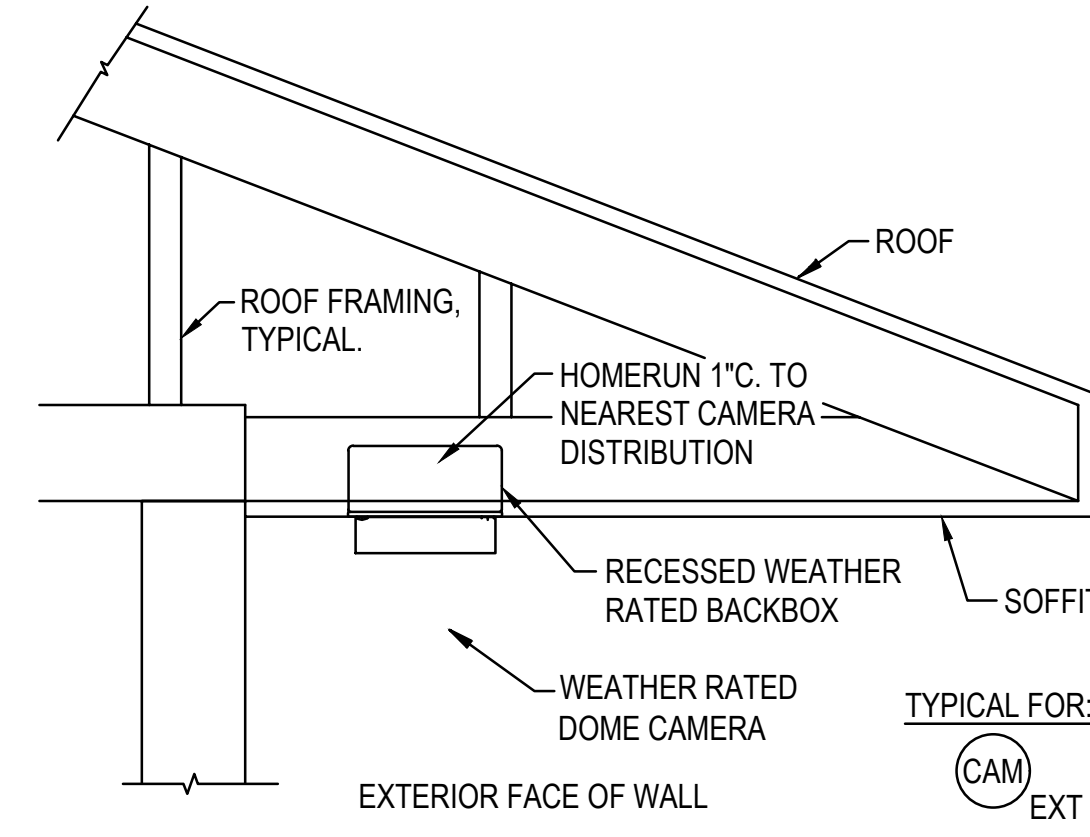 ROOF
ROOF FRAMING,
TYPICAL.
HOMERUN 1"C. TO
NEAREST CAMERA
DISTRIBUTION
RECESSED WEATHER
RATED BACKBOX
SOFFIT
WEATHER RATED
DOME CAMERA
TYPICAL FOR:
CAM
EXT
EXTERIOR FACE OF WALL